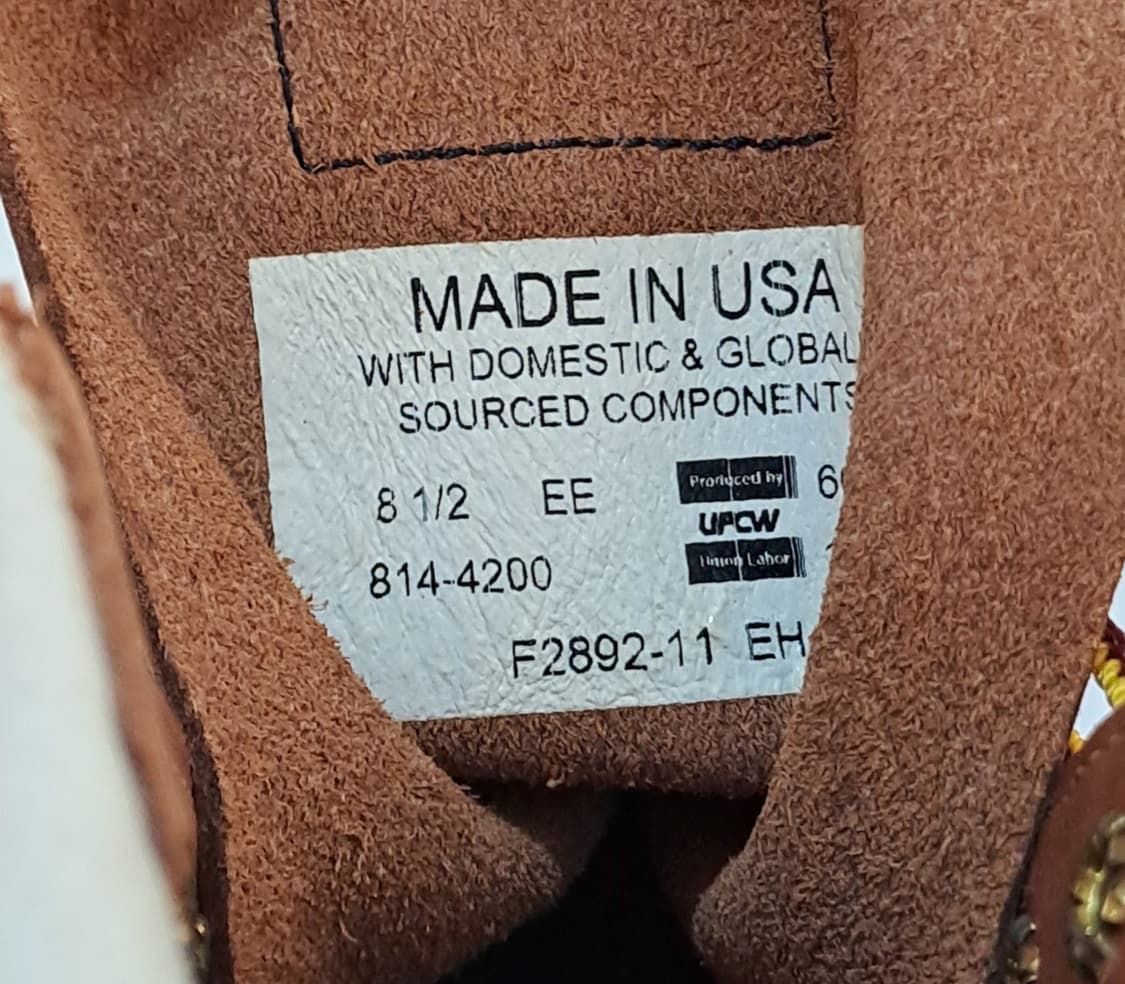 MADE IN USA
WITH DOMESTIC & GLOBAL
SOURCED COMPONENTS
8 1/2 EE
Produced by
UFCW
Union Labor
814-4200
F2892-11 EH